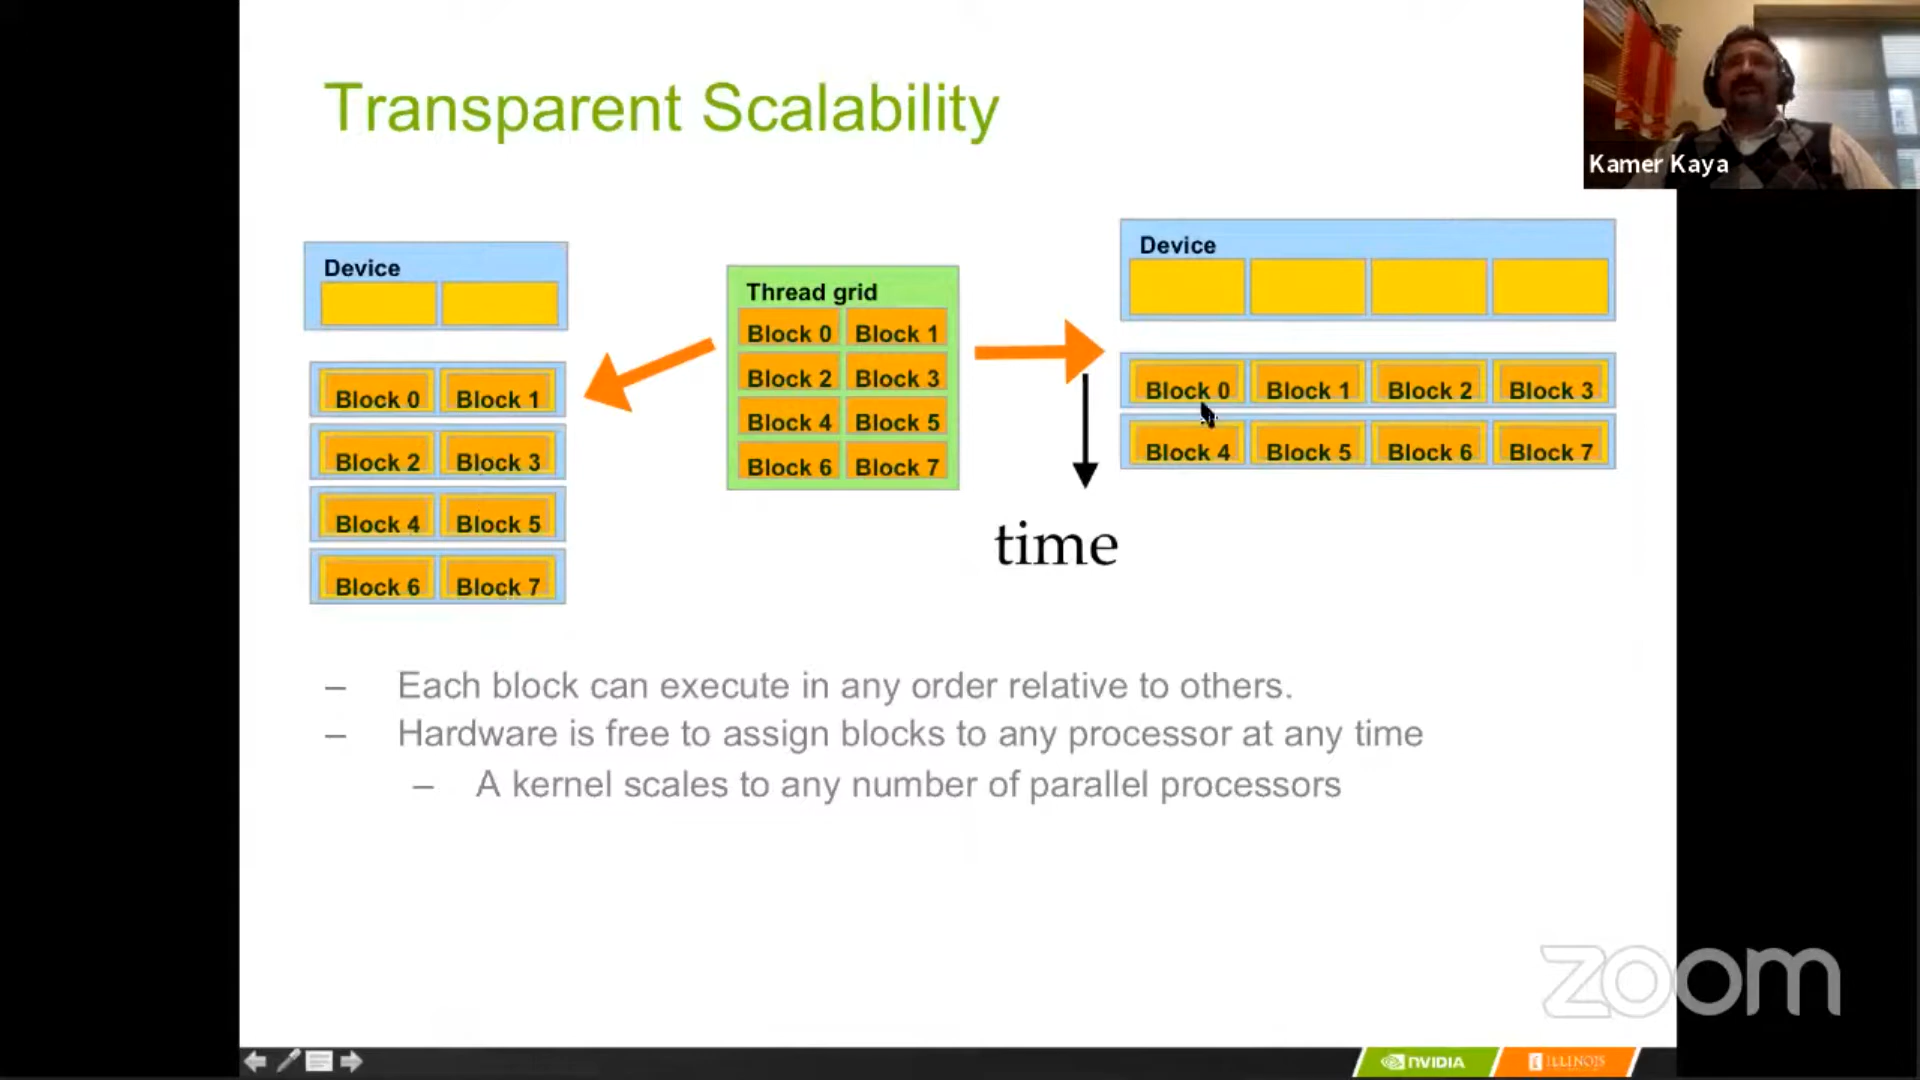 Transparent Scalability
Kamer Kaya
Device
Block 0 Block 1
Block 2 Block 3
Block 4 Block 5
Block 6 Block 7
Thread grid
Block 0 Block 1
Block 2 Block 3
Block 4 Block 5
Block 6 Block 7
time
Device
Block 0 Block 1 Block 2 Block 3
Block 4 Block 5 Block 6 Block 7
– Each block can execute in any order relative to others.
– Hardware is free to assign blocks to any processor at any time
– A kernel scales to any number of parallel processors
zoom
NVIDIA
ILLINOIS